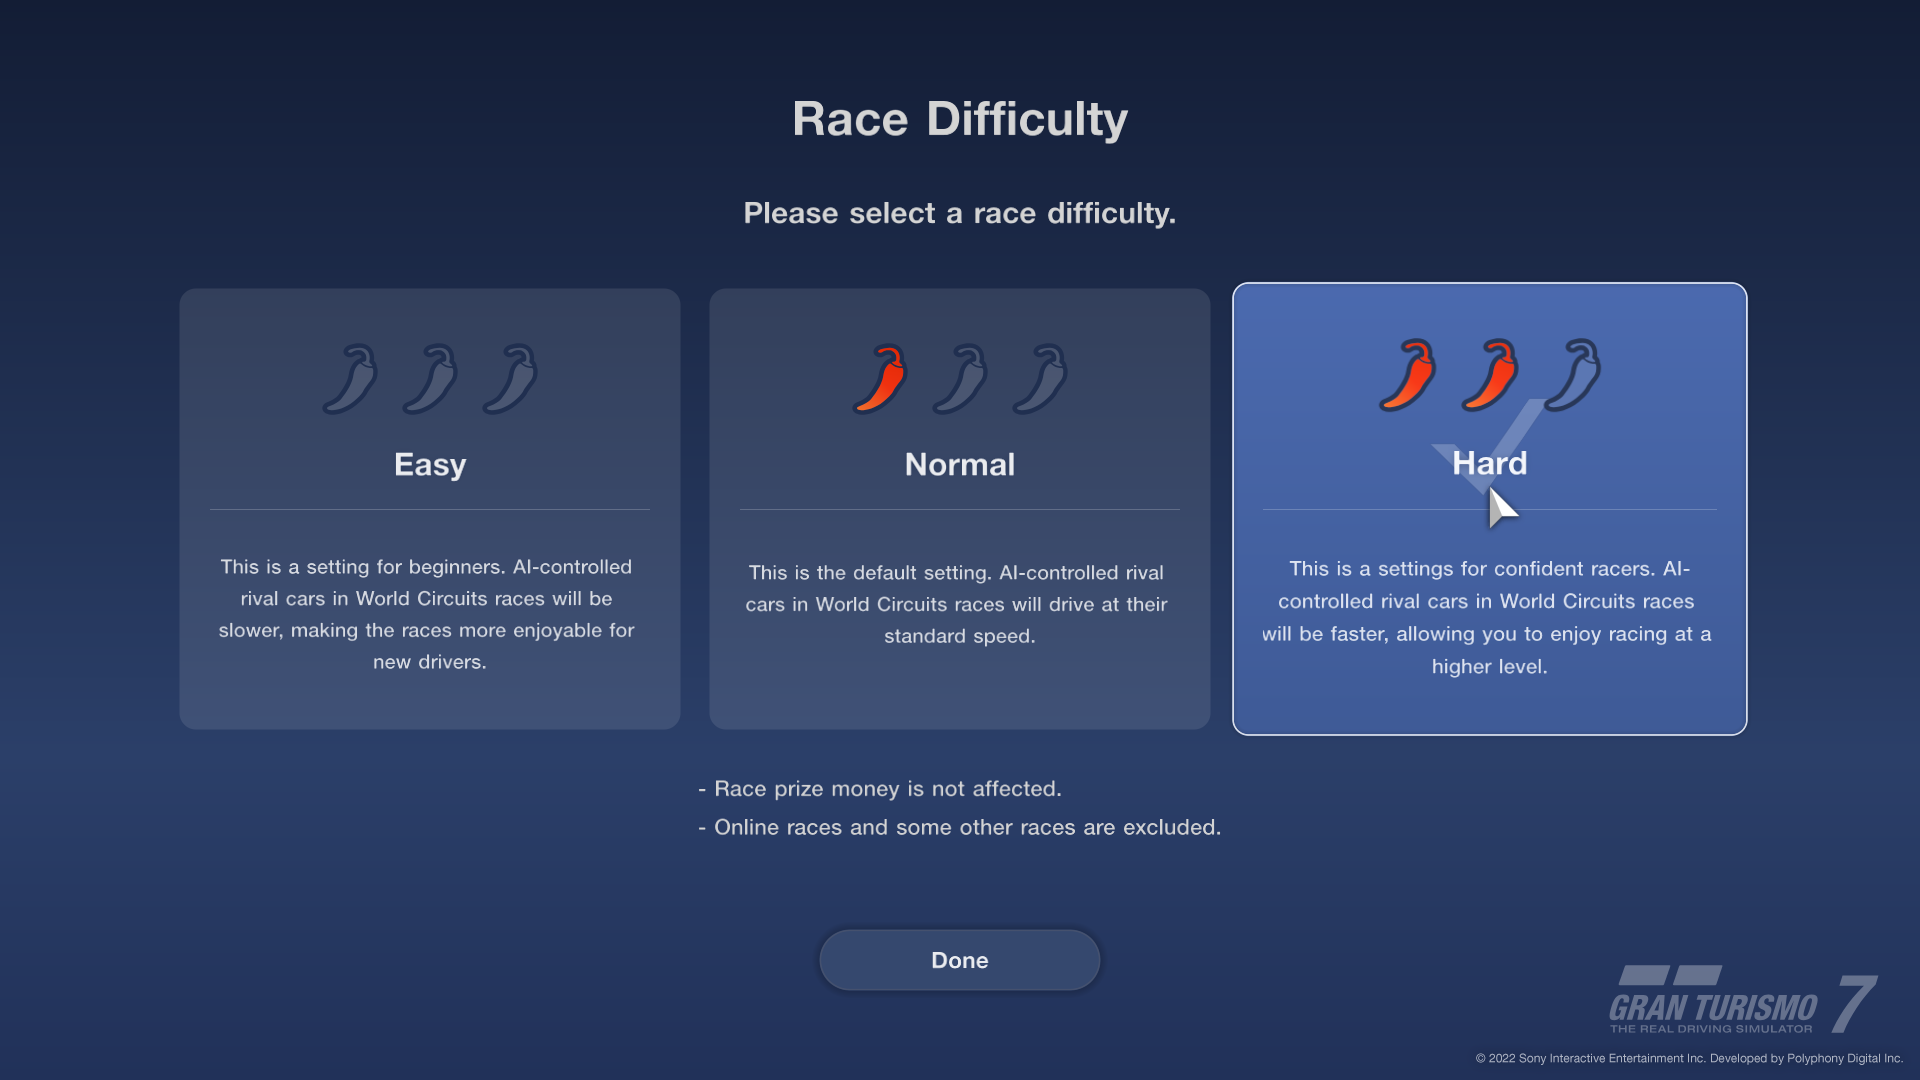 Race Difficulty
Please select a race difficulty.
Easy
This is a setting for beginners. AI-controlled
rival cars in World Circuits races will be
slower, making the races more enjoyable for
new drivers.
Normal
This is the default setting. AI-controlled rival
cars in World Circuits races will drive at their
standard speed.
Hard
This is a settings for confident racers. AI-
controlled rival cars in World Circuits races
will be faster, allowing you to enjoy racing at a
higher level.
- Race prize money is not affected.
- Online races and some other races are excluded.
Done
GRAN TURISMO 7
THE REAL DRIVING SIMULATOR
© 2022 Sony Interactive Entertainment Inc. Developed by Polyphony Digital Inc.